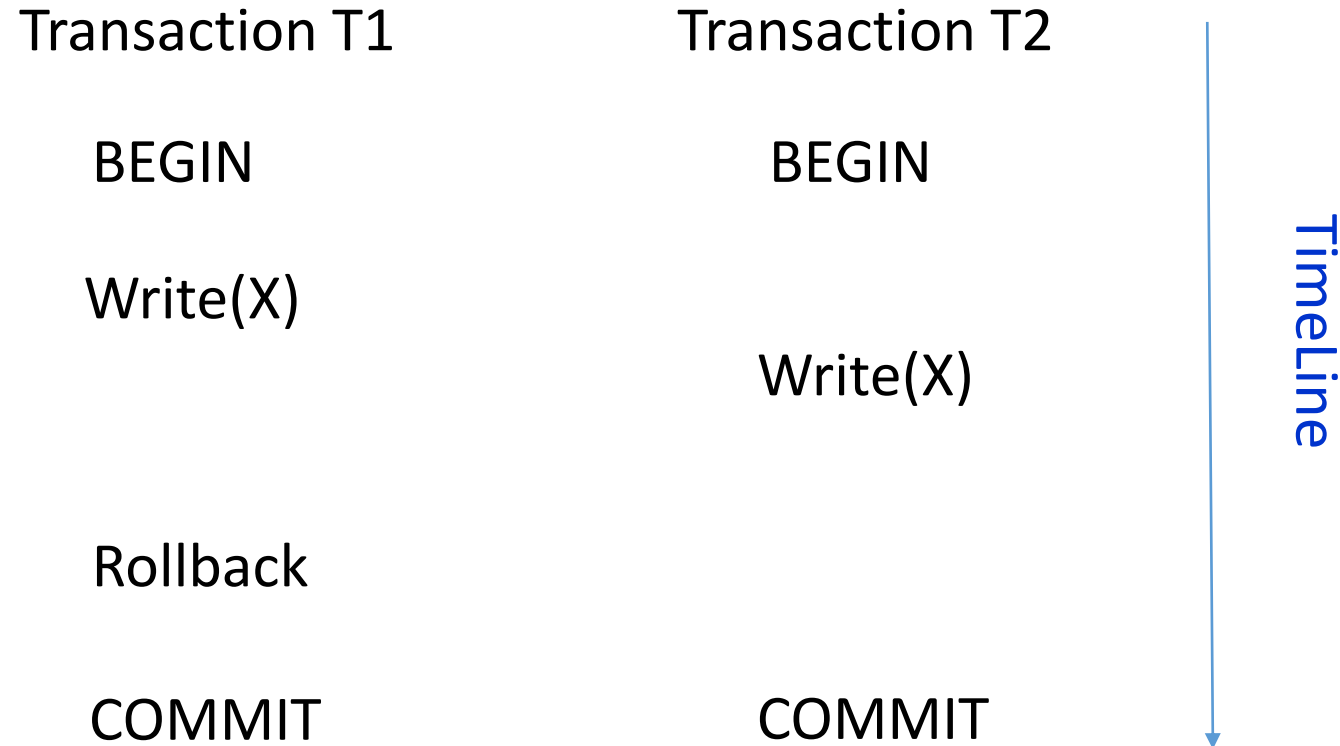 Transaction T1
Transaction T2
BEGIN
BEGIN
Write(X)
Write(X)
Rollback
COMMIT
COMMIT
TimeLine